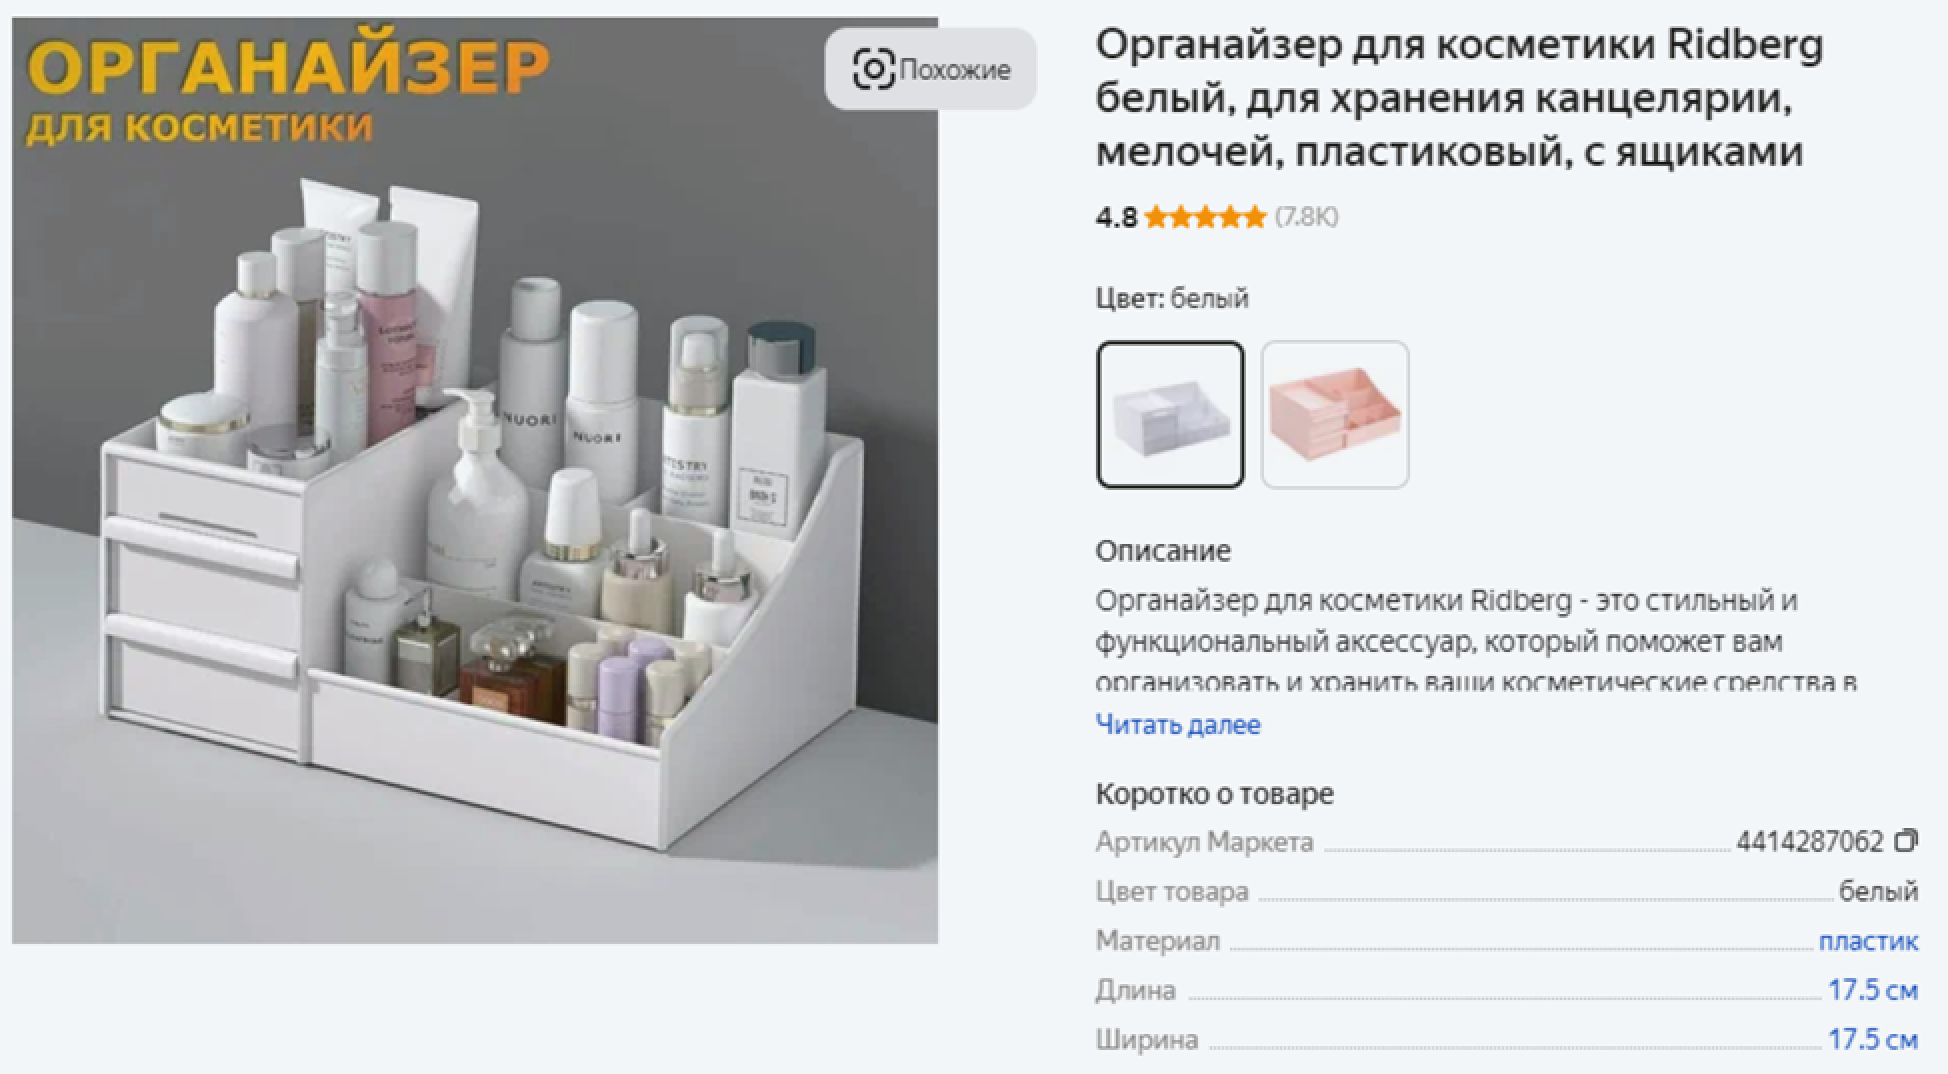 ОРГАНАЙЗЕР
для косметики
Похожие
NUORI
NUORI
Органайзер для косметики Ridberg
белый, для хранения канцелярии,
мелочей, пластиковый, с ящиками
4.8 (7.8K)
Цвет: белый
Описание
Органайзер для косметики Ridberg - это стильный и
функциональный аксессуар, который поможет вам
организовать и хранить ваши косметические средства в
Читать далее
Коротко о товаре
Артикул Маркета 4414287062
Цвет товара белый
Материал пластик
Длина 17.5 см
Ширина 17.5 см